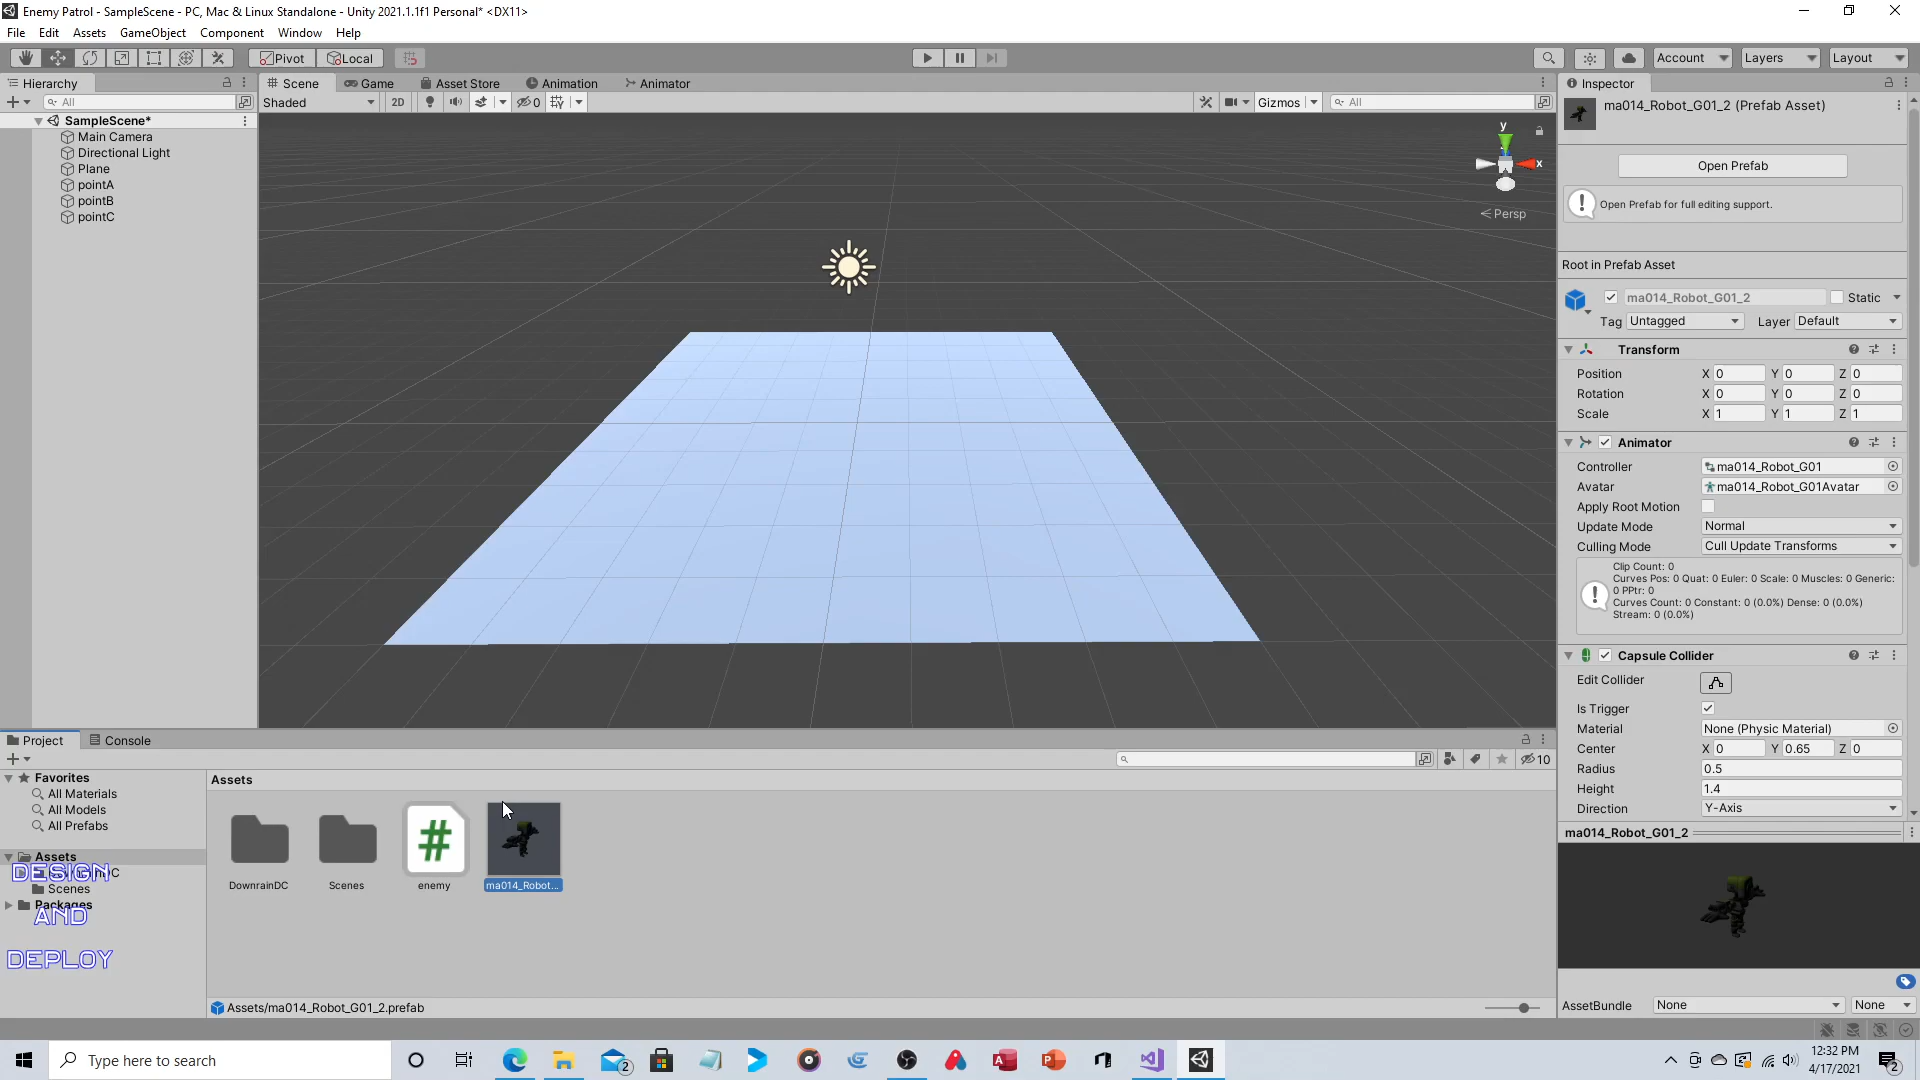 Enemy Patrol - SampleScene - PC, Mac & Linux Standalone - Unity 2021.1.1f1 Personal* <DX11>
File Edit Assets GameObject Component Window Help
Pivot Local Account Layers Layout
Hierarchy
All
SampleScene*
Main Camera
Directional Light
Plane
pointA
pointB
pointC
Scene Game Asset Store Animation Animator
Shaded 2D 0 Gizmos All
y
x
Persp
Inspector
ma014_Robot_G01_2 (Prefab Asset)
Open Prefab
Open Prefab for full editing support.
Root in Prefab Asset
ma014_Robot_G01_2 Static
Tag Untagged Layer Default
Transform
Position X 0 Y 0 Z 0
Rotation X 0 Y 0 Z 0
Scale X 1 Y 1 Z 1
Animator
Controller ma014_Robot_G01
Avatar ma014_Robot_G01Avatar
Apply Root Motion
Update Mode Normal
Culling Mode Cull Update Transforms
Clip Count: 0
Curves Pos: 0 Quat: 0 Euler: 0 Scale: 0 Muscles: 0 Generic:
0 PPtr: 0
Curves Count: 0 Constant: 0 (0.0%) Dense: 0 (0.0%)
Stream: 0 (0.0%)
Capsule Collider
Edit Collider
Is Trigger
Material None (Physic Material)
Center X 0 Y 0.65 Z 0
Radius 0.5
Height 1.4
Direction Y-Axis
ma014_Robot_G01_2
AssetBundle None None
Project Console
10
Favorites
All Materials
All Models
All Prefabs
Assets
Scenes
Packages
DESIGN
AND
DEPLOY
Assets
DownrainDC
Scenes
enemy
ma014_Robot...
Assets/ma014_Robot_G01_2.prefab
Type here to search
2
12:32 PM
4/17/2021
2